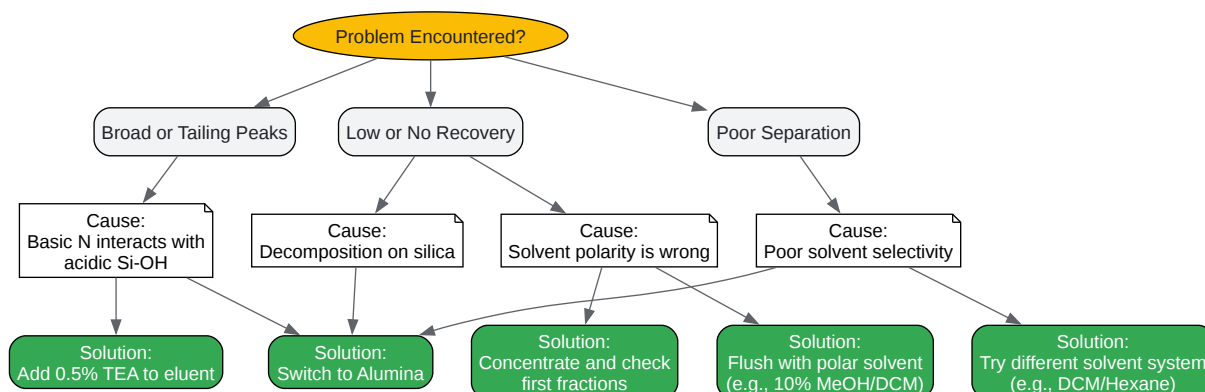 Problem Encountered?
Broad or Tailing Peaks
Low or No Recovery
Poor Separation
Cause:
Basic N interacts with
acidic Si-OH
Cause:
Decomposition on silica
Cause:
Solvent polarity is wrong
Cause:
Poor solvent selectivity
Solution:
Add 0.5% TEA to eluent
Solution:
Switch to Alumina
Solution:
Concentrate and check
first fractions
Solution:
Flush with polar solvent
(e.g., 10% MeOH/DCM)
Solution:
Try different solvent system
(e.g., DCM/Hexane)